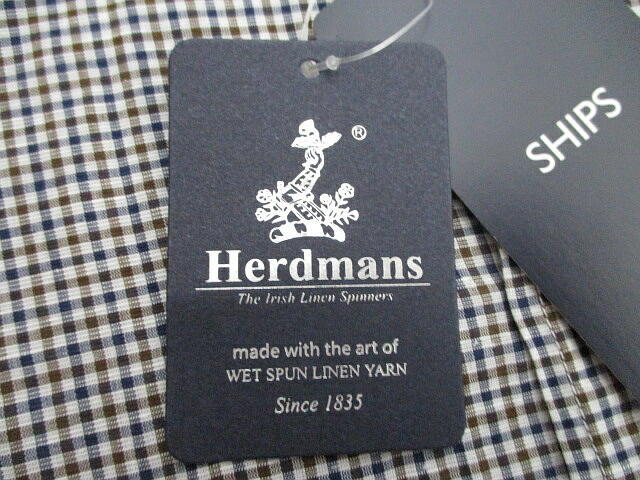 ®
Herdmans
The Irish Linen Spinners
made with the art of
WET SPUN LINEN YARN
Since 1835
SHIPS